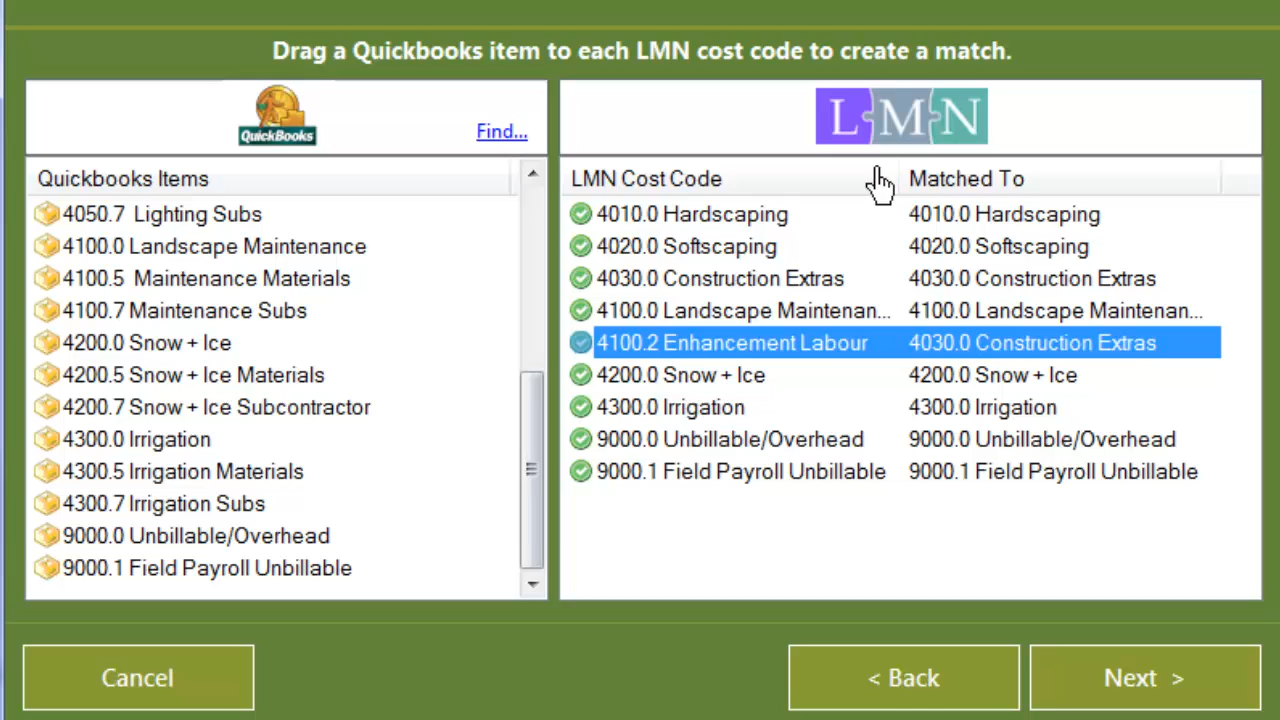 Drag a Quickbooks item to each LMN cost code to create a match.
QuickBooks
Find...
LMN
Quickbooks Items
4050.7 Lighting Subs
4100.0 Landscape Maintenance
4100.5 Maintenance Materials
4100.7 Maintenance Subs
4200.0 Snow + Ice
4200.5 Snow + Ice Materials
4200.7 Snow + Ice Subcontractor
4300.0 Irrigation
4300.5 Irrigation Materials
4300.7 Irrigation Subs
9000.0 Unbillable/Overhead
9000.1 Field Payroll Unbillable
LMN Cost Code Matched To
4010.0 Hardscaping 4010.0 Hardscaping
4020.0 Softscaping 4020.0 Softscaping
4030.0 Construction Extras 4030.0 Construction Extras
4100.0 Landscape Maintenan... 4100.0 Landscape Maintenan...
4100.2 Enhancement Labour 4030.0 Construction Extras
4200.0 Snow + Ice 4200.0 Snow + Ice
4300.0 Irrigation 4300.0 Irrigation
9000.0 Unbillable/Overhead 9000.0 Unbillable/Overhead
9000.1 Field Payroll Unbillable 9000.1 Field Payroll Unbillable
Cancel
< Back
Next >